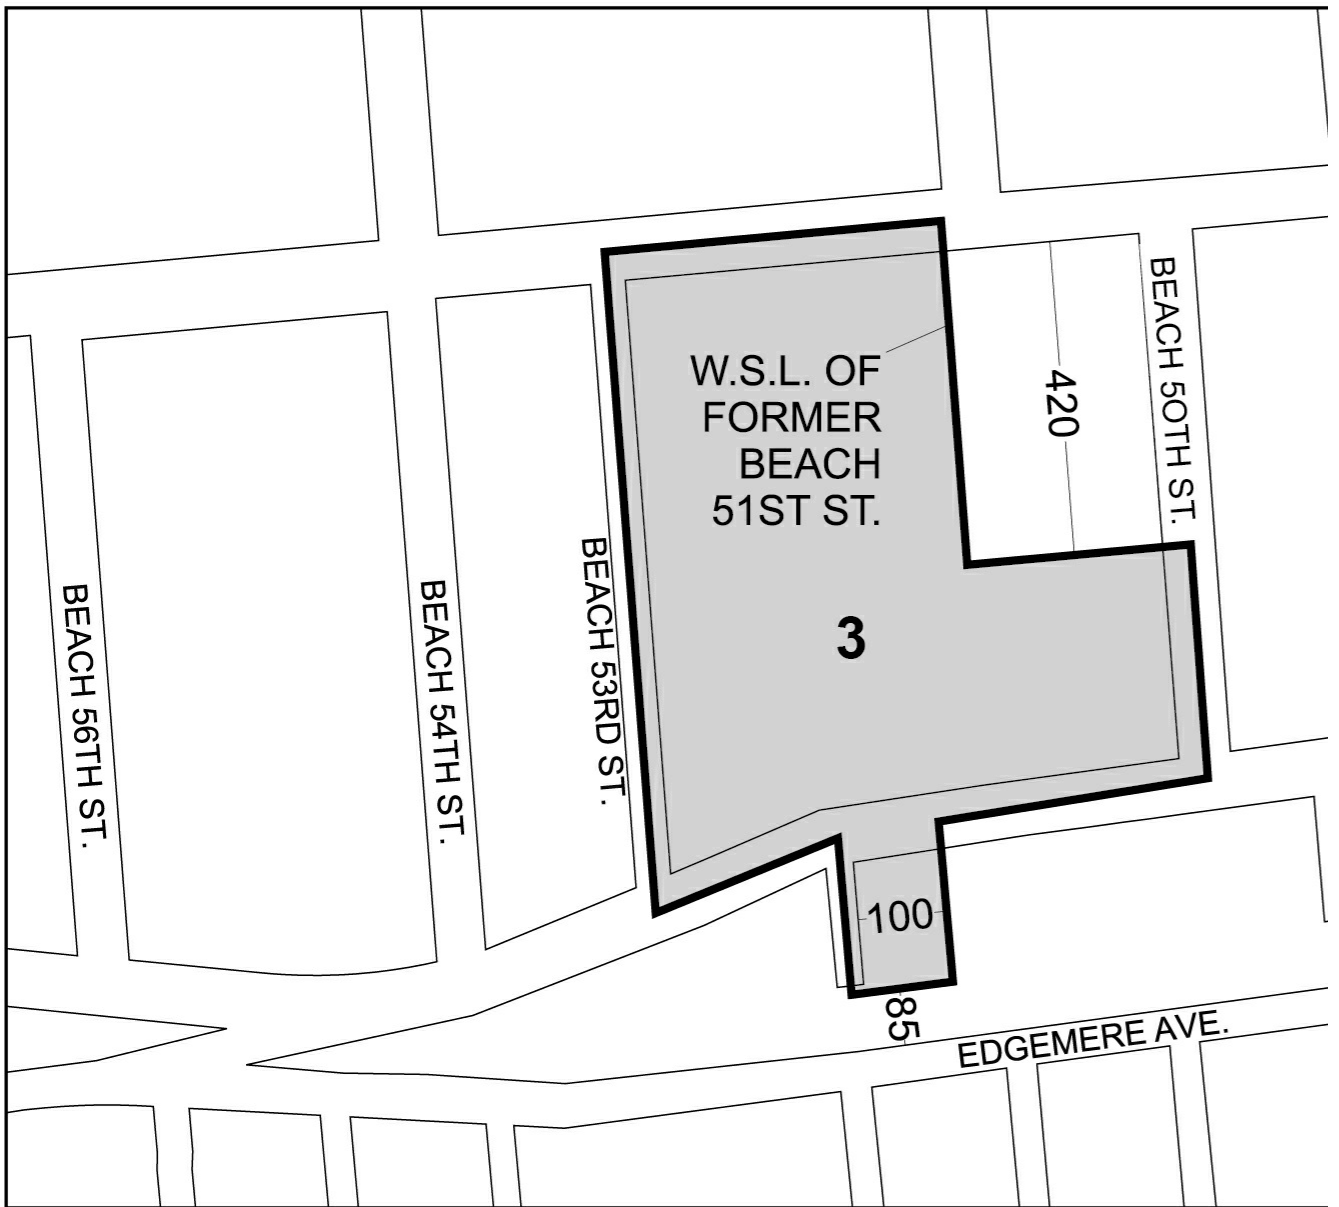 W.S.L. OF
FORMER
BEACH
51ST ST.
420
BEACH 50TH ST.
BEACH 53RD ST.
BEACH 54TH ST.
BEACH 56TH ST.
3
100
85
EDGEMERE AVE.